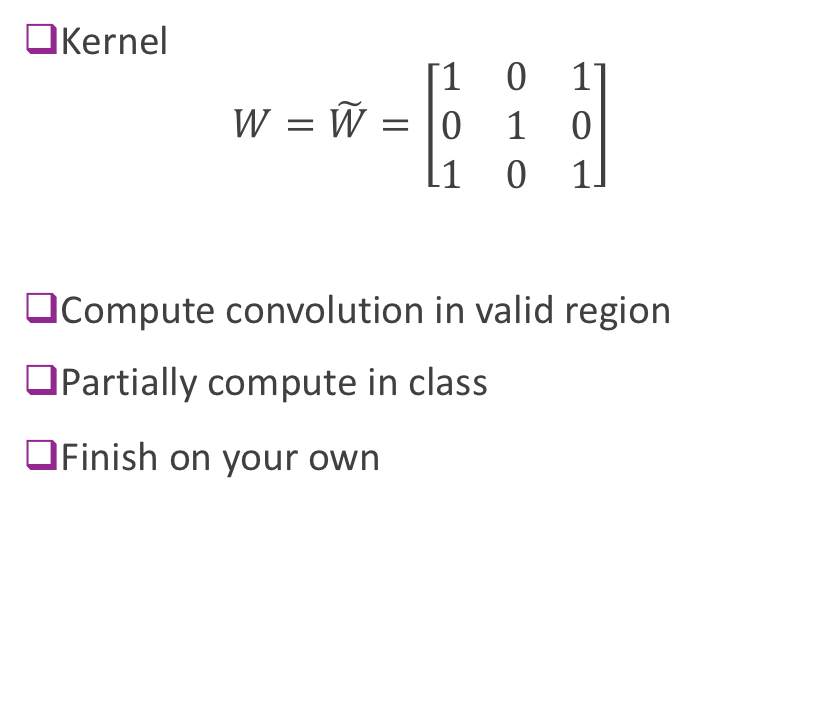 ❑Kernel
W = W̃ = [1 0 1
0 1 0
1 0 1]
❑Compute convolution in valid region
❑Partially compute in class
❑Finish on your own